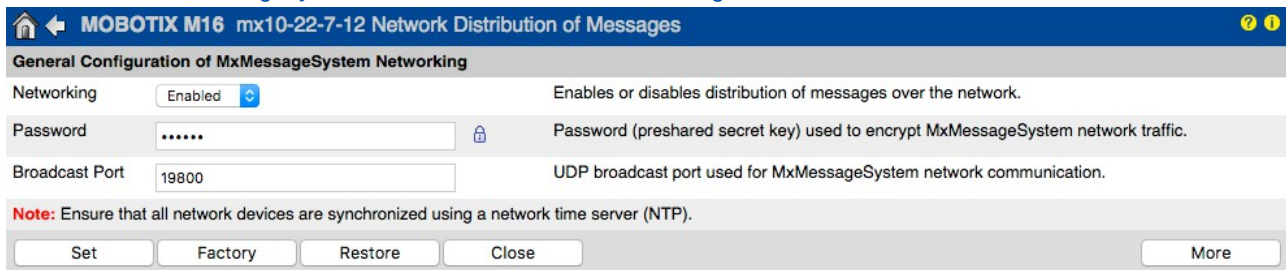 MOBOTIX M16 mx10-22-7-12 Network Distribution of Messages ? i
General Configuration of MxMessageSystem Networking
Networking Enabled Enables or disables distribution of messages over the network.
Password •••••• Password (preshared secret key) used to encrypt MxMessageSystem network traffic.
Broadcast Port 19800 UDP broadcast port used for MxMessageSystem network communication.
Note: Ensure that all network devices are synchronized using a network time server (NTP).
Set Factory Restore Close More